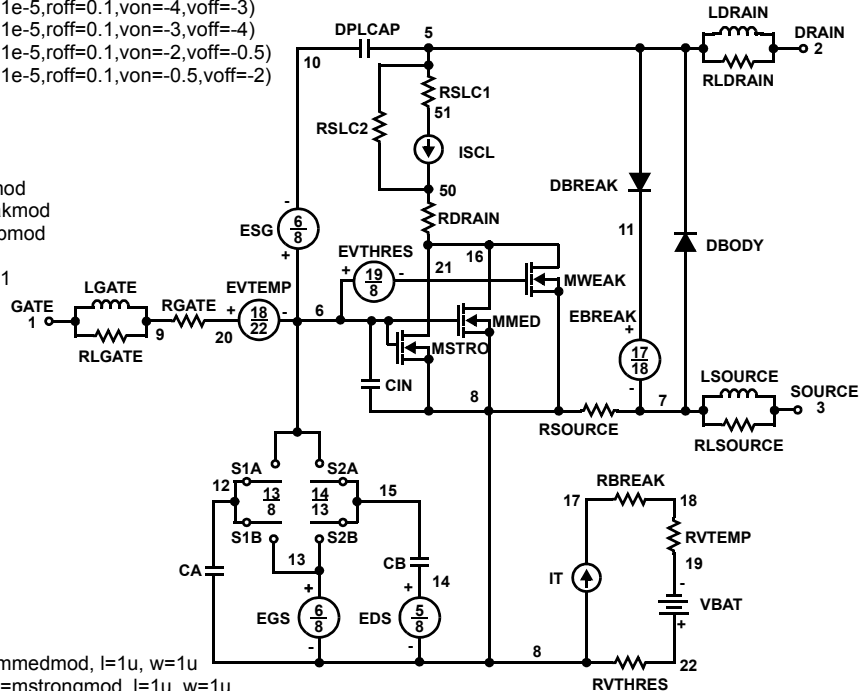 1e-5,roff=0.1,von=-4,voff=-3)
1e-5,roff=0.1,von=-3,voff=-4)
1e-5,roff=0.1,von=-2,voff=-0.5)
1e-5,roff=0.1,von=-0.5,voff=-2)
LDRAIN
DPLCAP
5
DRAIN
2
10
RLDRAIN
RSLC1
51
RSLC2
ISCL
50
DBREAK
RDRAIN
11
DBODY
ESG
-
6
8
+
EVTHRES
+
19
8
-
21
16
MWEAK
1
LGATE
EVTEMP
GATE
1
RGATE
+
18
22
-
6
9
20
RLGATE
MMED
MSTRO
EBREAK
+
17
18
-
CIN
8
7
LSOURCE
SOURCE
3
RSOURCE
RLSOURCE
S1A
S2A
12
13
8
14
13
15
S1B
S2B
13
RBREAK
17
18
RVTEMP
19
CA
CB
14
IT
-
VBAT
+
+
EGS
6
8
-
+
EDS
5
8
-
8
22
RVTHRES
mmedmod, l=1u, w=1u